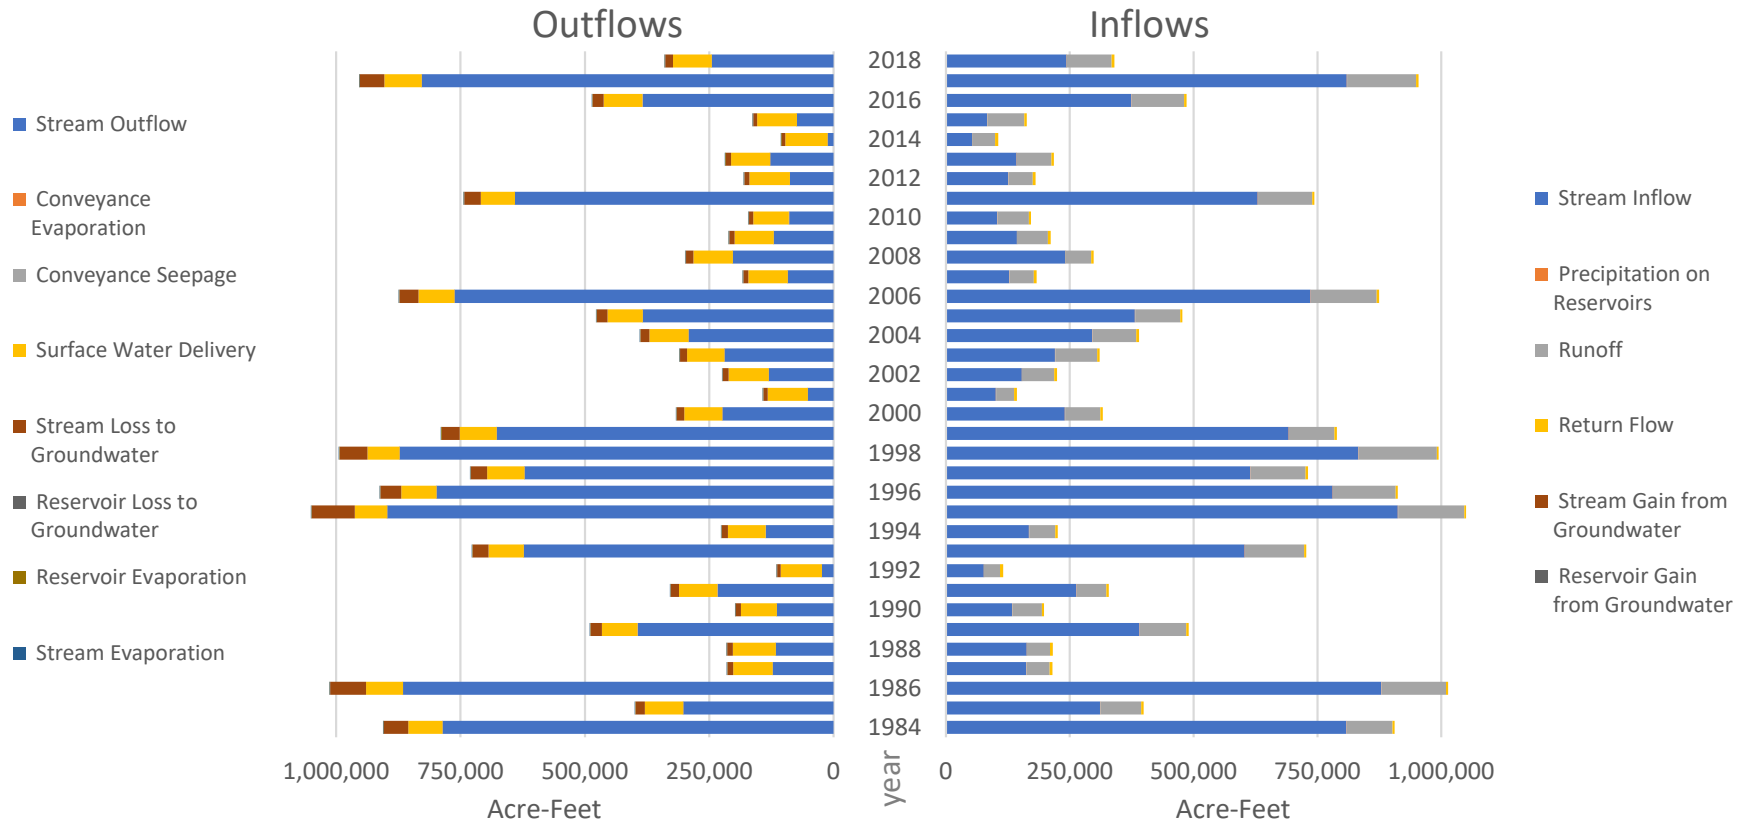 Outflows
Inflows
Stream Outflow
Conveyance
Evaporation
Conveyance Seepage
Surface Water Delivery
Stream Loss to
Groundwater
Reservoir Loss to
Groundwater
Reservoir Evaporation
Stream Evaporation
2018
2016
2014
2012
2010
2008
2006
2004
2002
2000
1998
1996
1994
1992
1990
1988
1986
1984
year
1,000,000
750,000
500,000
250,000
0
Acre-Feet
0
250,000
500,000
750,000
1,000,000
Acre-Feet
Stream Inflow
Precipitation on
Reservoirs
Runoff
Return Flow
Stream Gain from
Groundwater
Reservoir Gain
from Groundwater